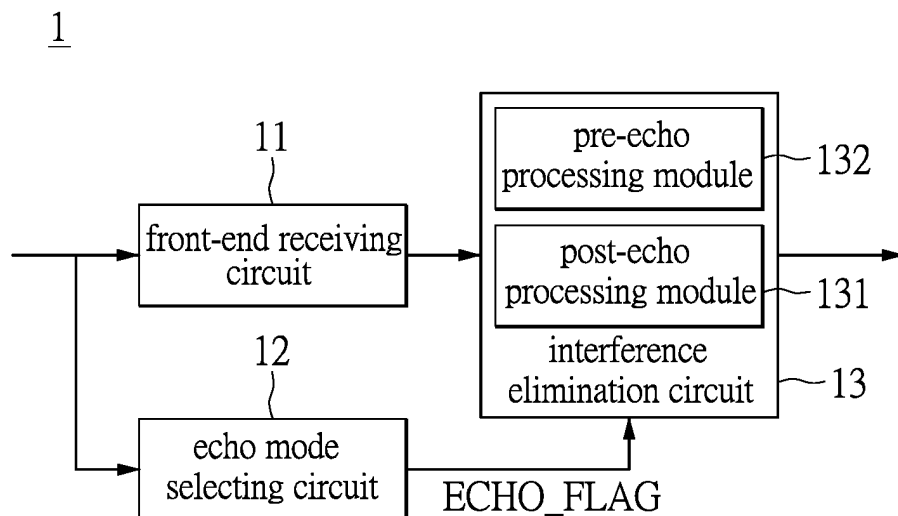 1
11
front-end receiving
circuit
12
echo mode
selecting circuit
ECHO_FLAG
pre-echo
processing module
132
post-echo
processing module
131
interference
elimination circuit
13